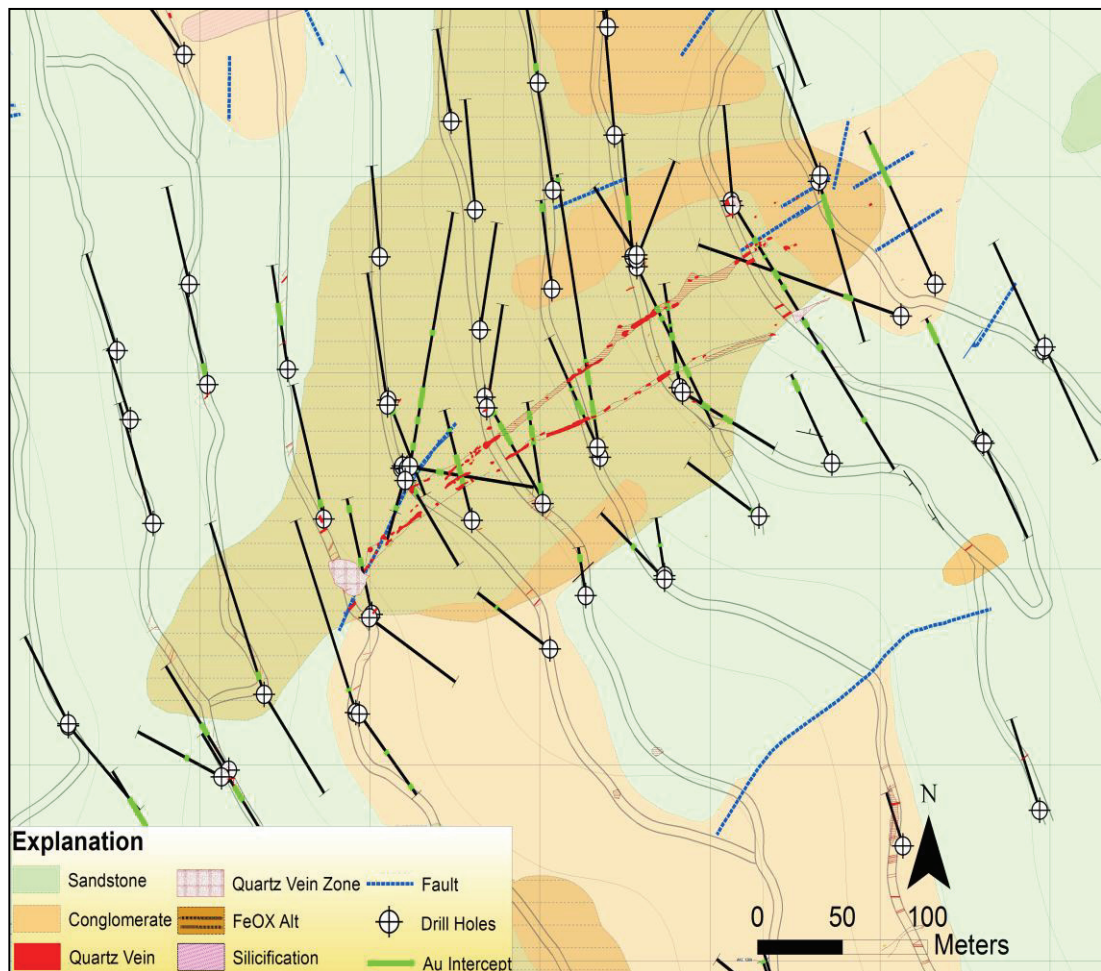 N
0 50 100
Meters
Explanation
Sandstone
Conglomerate
Quartz Vein
Quartz Vein Zone
FeOX Alt
Silicification
Fault
Drill Holes
Au Intercept